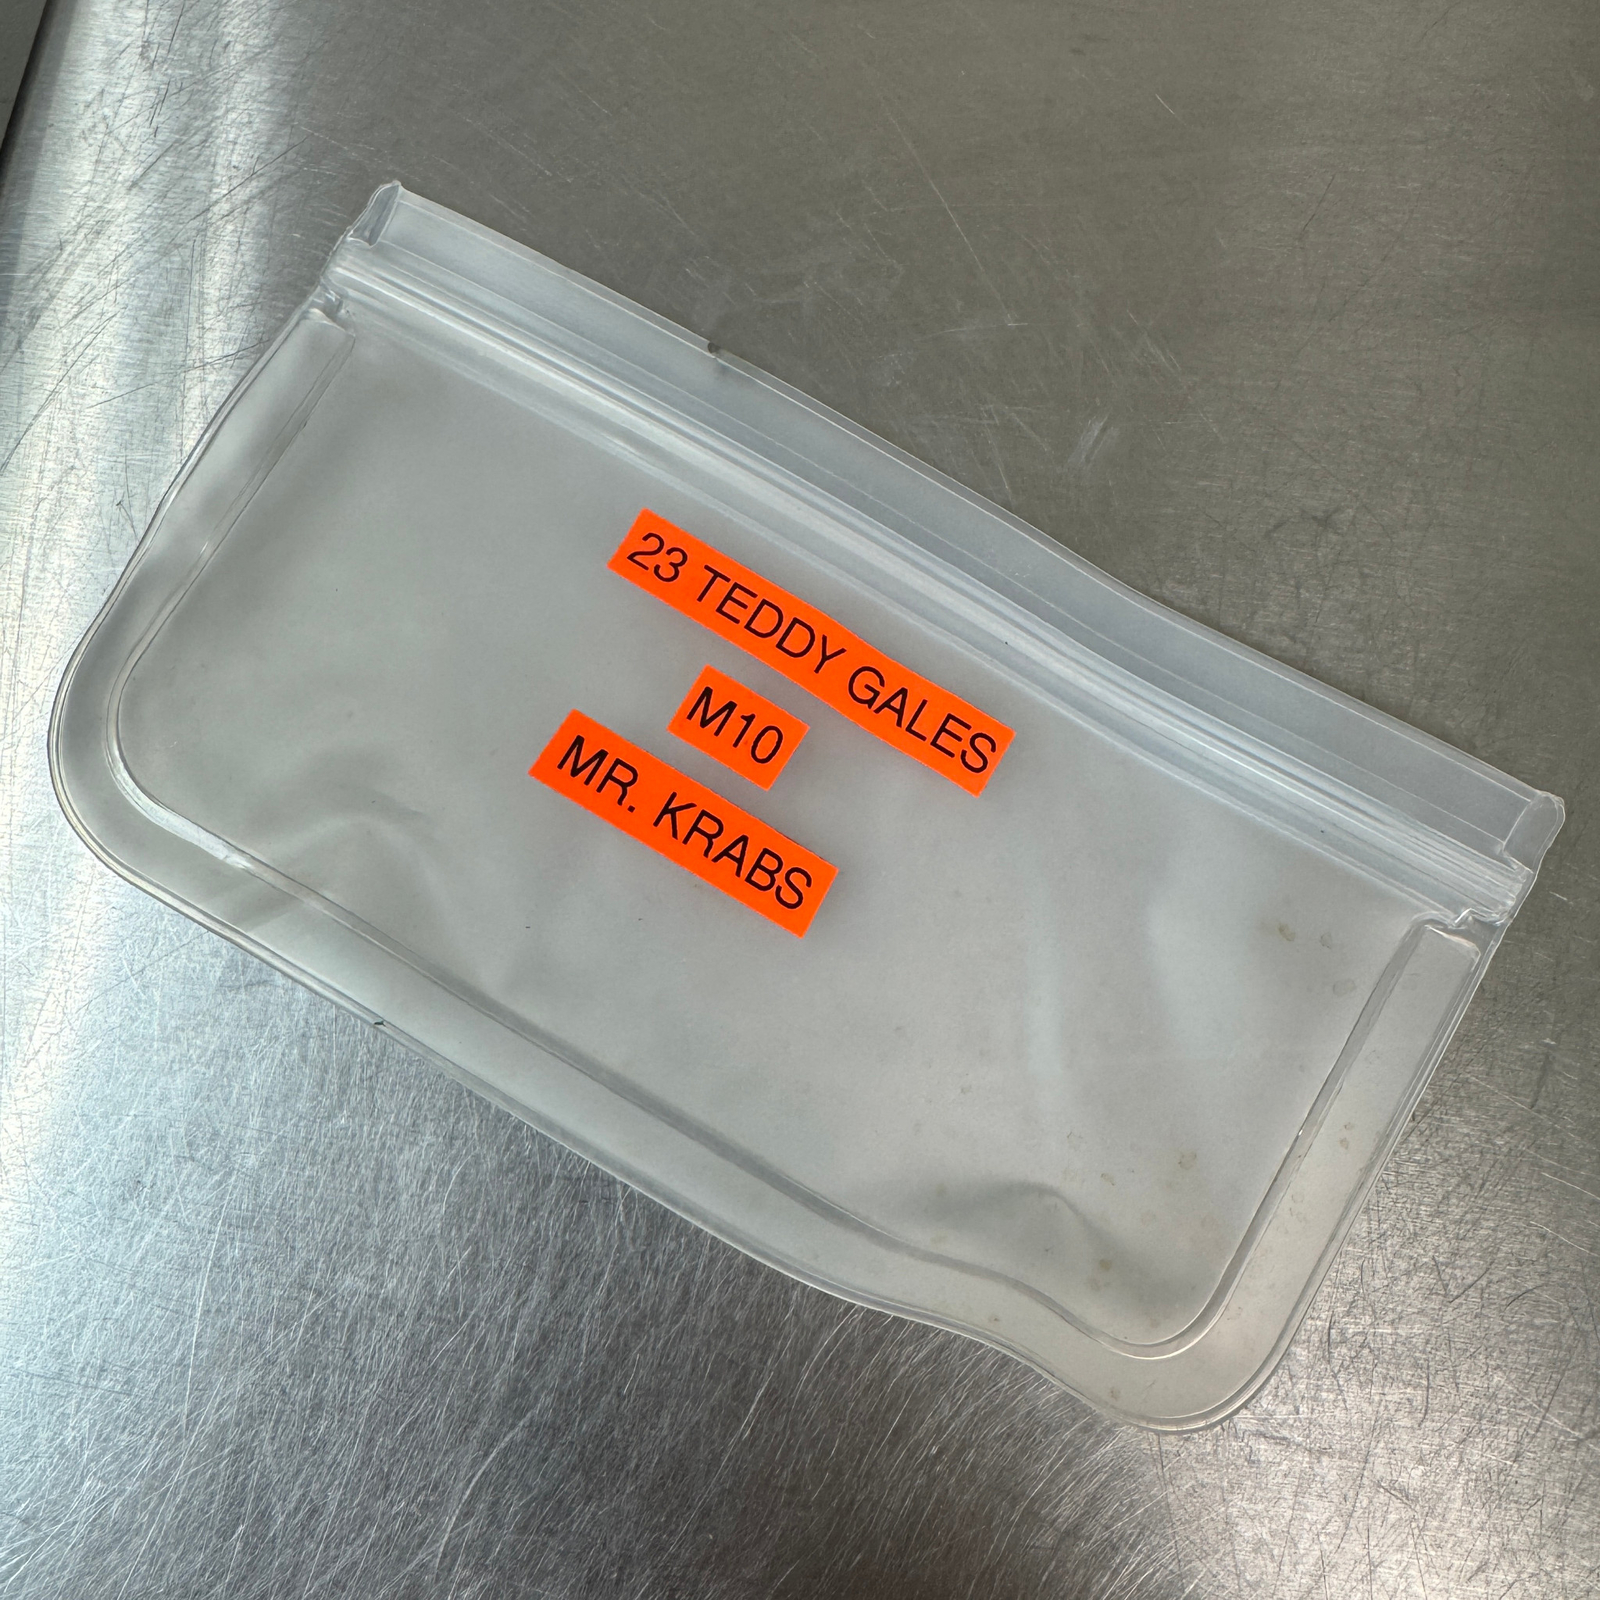 23 TEDDY GALES
M10
MR. KRABS